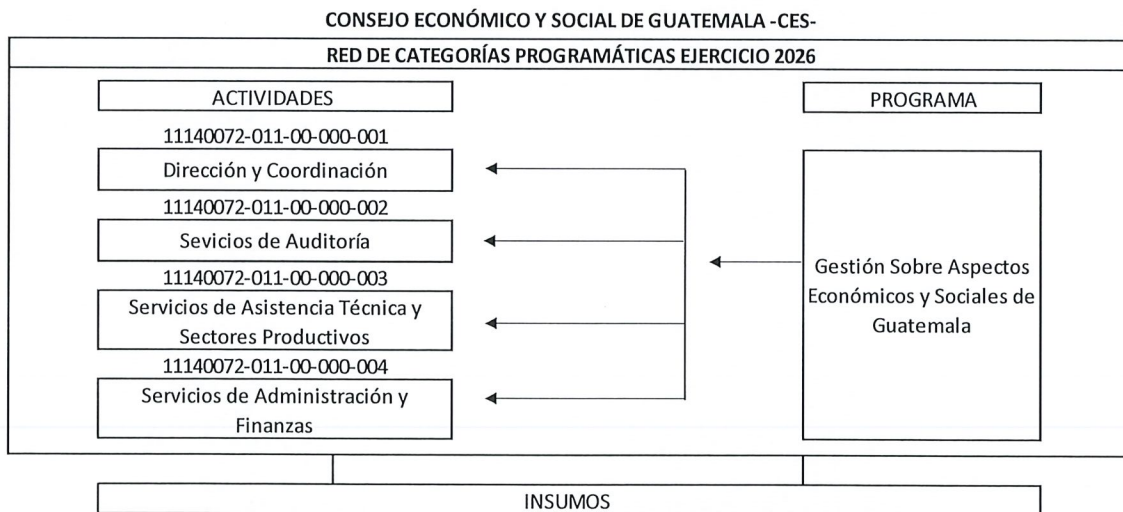 CONSEJO ECONÓMICO Y SOCIAL DE GUATEMALA -CES-
RED DE CATEGORÍAS PROGRAMÁTICAS EJERCICIO 2026
ACTIVIDADES
PROGRAMA
11140072-011-00-000-001
Dirección y Coordinación
11140072-011-00-000-002
Sevicios de Auditoría
11140072-011-00-000-003
Servicios de Asistencia Técnica y
Sectores Productivos
11140072-011-00-000-004
Servicios de Administración y
Finanzas
Gestión Sobre Aspectos
Económicos y Sociales de
Guatemala
INSUMOS